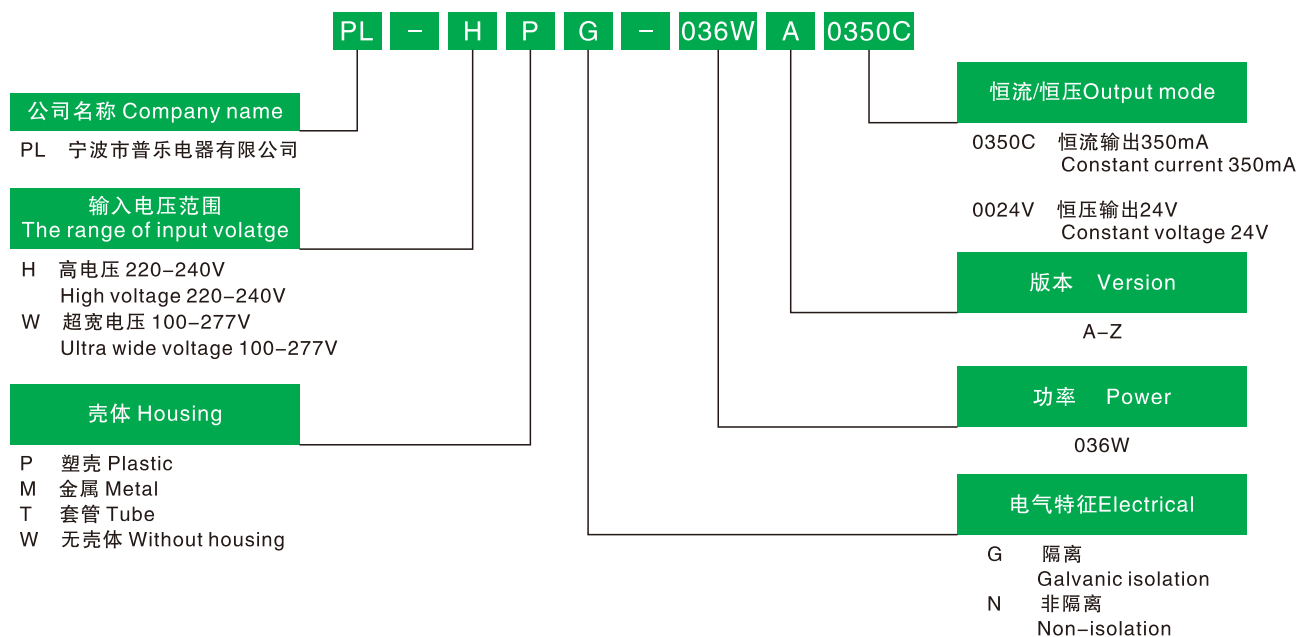 PL - H P G - 036W A 0350C
公司名称 Company name
PL 宁波市普乐电器有限公司
输入电压范围
The range of input volatge
H 高电压 220-240V
High voltage 220-240V
W 超宽电压 100-277V
Ultra wide voltage 100-277V
壳体 Housing
P 塑壳 Plastic
M 金属 Metal
T 套管 Tube
W 无壳体 Without housing
恒流/恒压Output mode
0350C 恒流输出350mA
Constant current 350mA
0024V 恒压输出24V
Constant voltage 24V
版本 Version
A-Z
功率 Power
036W
电气特征Electrical
G 隔离
Galvanic isolation
N 非隔离
Non-isolation